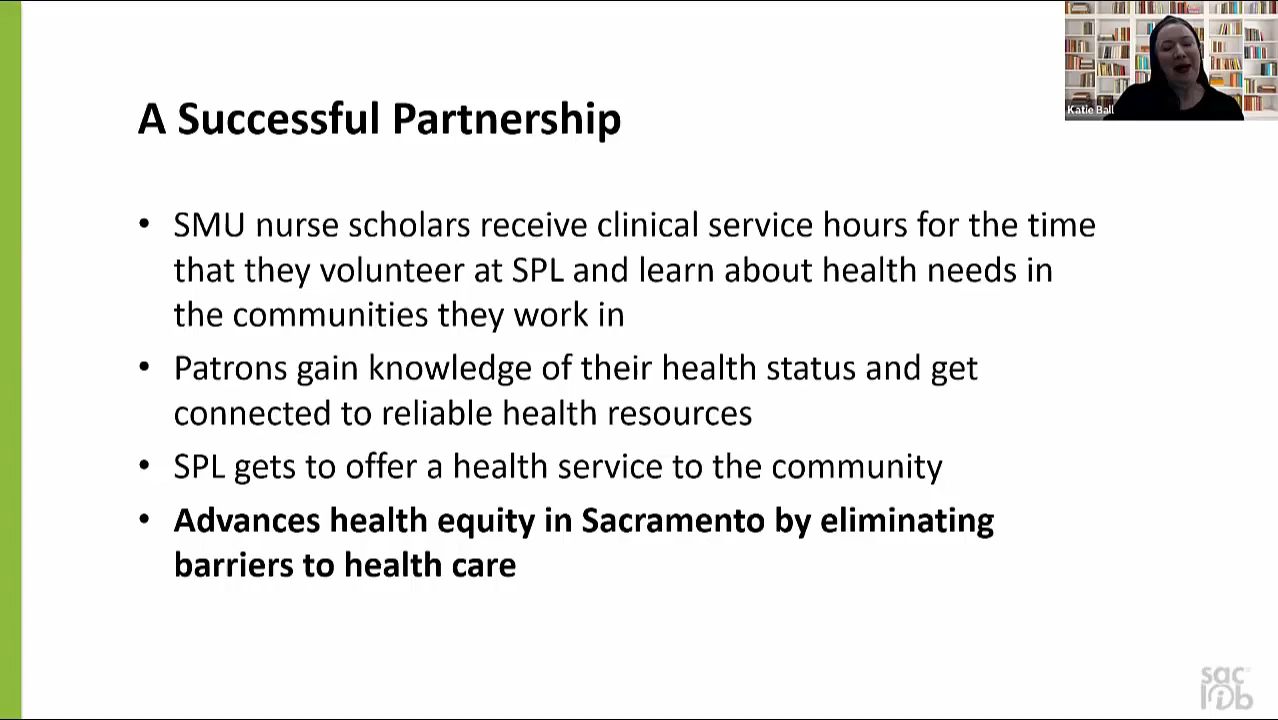 Katie Ball
A Successful Partnership
• SMU nurse scholars receive clinical service hours for the time
that they volunteer at SPL and learn about health needs in
the communities they work in
• Patrons gain knowledge of their health status and get
connected to reliable health resources
• SPL gets to offer a health service to the community
• Advances health equity in Sacramento by eliminating
barriers to health care
sac
lib